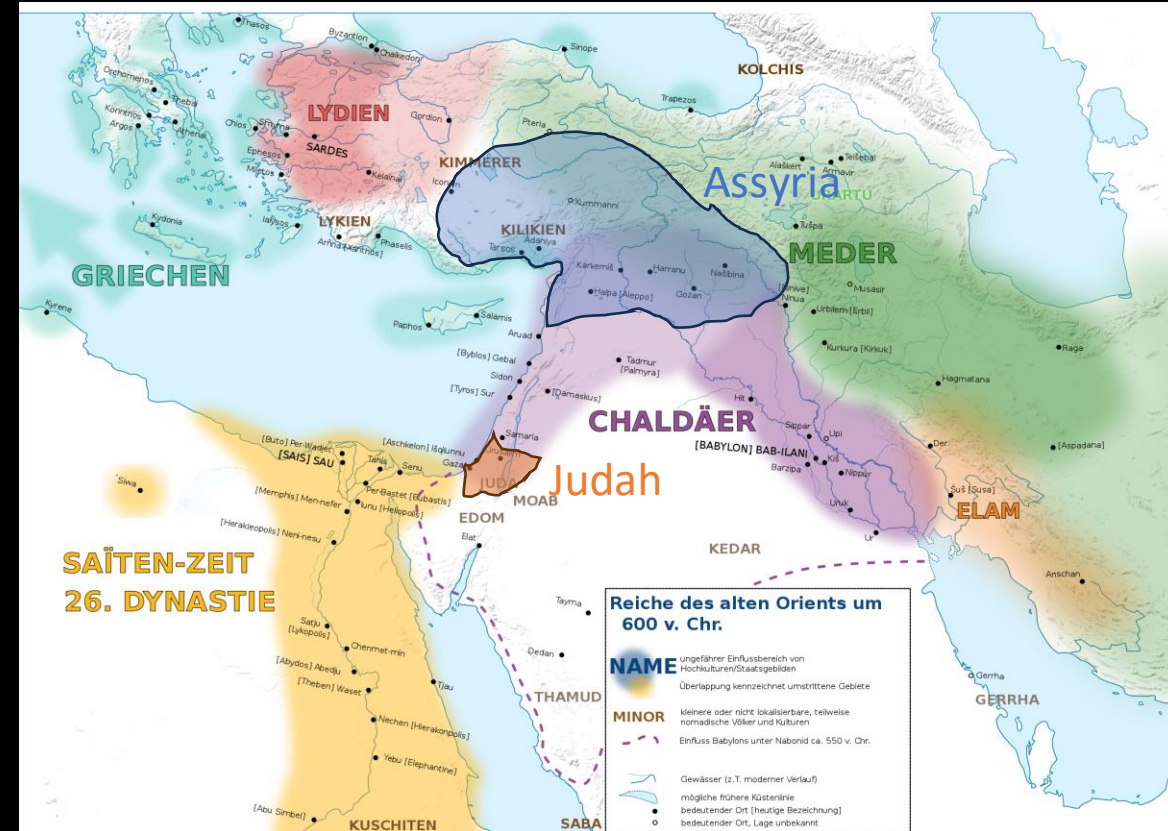 Thasos
Byzantion
Chalkedon
Sinope
KOLCHIS
Orchomenos
Theben
Korinthos
Argos
Athenai
Chios
Smyrna
Ephesos
Milet
LYDIEN
SARDES
Gordion
Kelainai
Pteria
Trapezos
KIMMERER
Alaškert
Teišebai
Armavir
Assyria
Tušpa
Kummanni
KILIKIEN
Tarsos
Adaniya
LYKIEN
Ialysos
Phaselis
Kydonia
GRIECHEN
MEDER
Karkemiš
Harranu
Našibina
Halpa [Aleppo]
Gozan
[Ninive]
Ninua
Musasir
Urbilem [Erbil]
Kyrene
Paphos
Salamis
Aruad
Kurkura [Kirkuk]
Raga
[Byblos] Gebal
Tadmur
[Palmyra]
Sidon
[Tyros] Sur
[Damaskus]
Hagmatana
Hit
CHALDÄER
Sippar
Upi
[BABYLON] BAB-ILANI
Kiš
Barzipa
Nippur
Der
[Aspadana]
Samaria
[Buto] Per-Wadjet
[SAIS] SAU
Tanis
Senu
[Aschkelon] Išqilunnu
Gaza
JUDA
Judah
MOAB
EDOM
Siwa
[Memphis] Men-nefer
Per-Bastet [Bubastis]
Iunu [Heliopolis]
Uruk
Ur
Šuš [Susa]
ELAM
[Herakleopolis] Neni-nesu
Elat
KEDAR
Anschan
SAÏTEN-ZEIT
26. DYNASTIE
Tayma
Satju
[Lykopolis]
Chenmet-min
[Abydos] Abedju
[Theben] Waset
Tjau
Dedan
THAMUD
Nechen [Hierakonpolis]
Yebu [Elephantine]
[Abu Simbel]
KUSCHITEN
SABA
Gerrha
GERRHA
Reiche des alten Orients um
600 v. Chr.
NAME
ungefährer Einflussbereich von
Hochkulturen/Staatsgebilden
Überlappung kennzeichnet umstrittene Gebiete
MINOR
kleinere oder nicht lokalisierbare, teilweise
nomadische Völker und Kulturen
Einfluss Babylons unter Nabonid ca. 550 v. Chr.
Gewässer (z.T. moderner Verlauf)
mögliche frühere Küstenlinie
bedeutender Ort [heutige Bezeichnung]
bedeutender Ort, Lage unbekannt